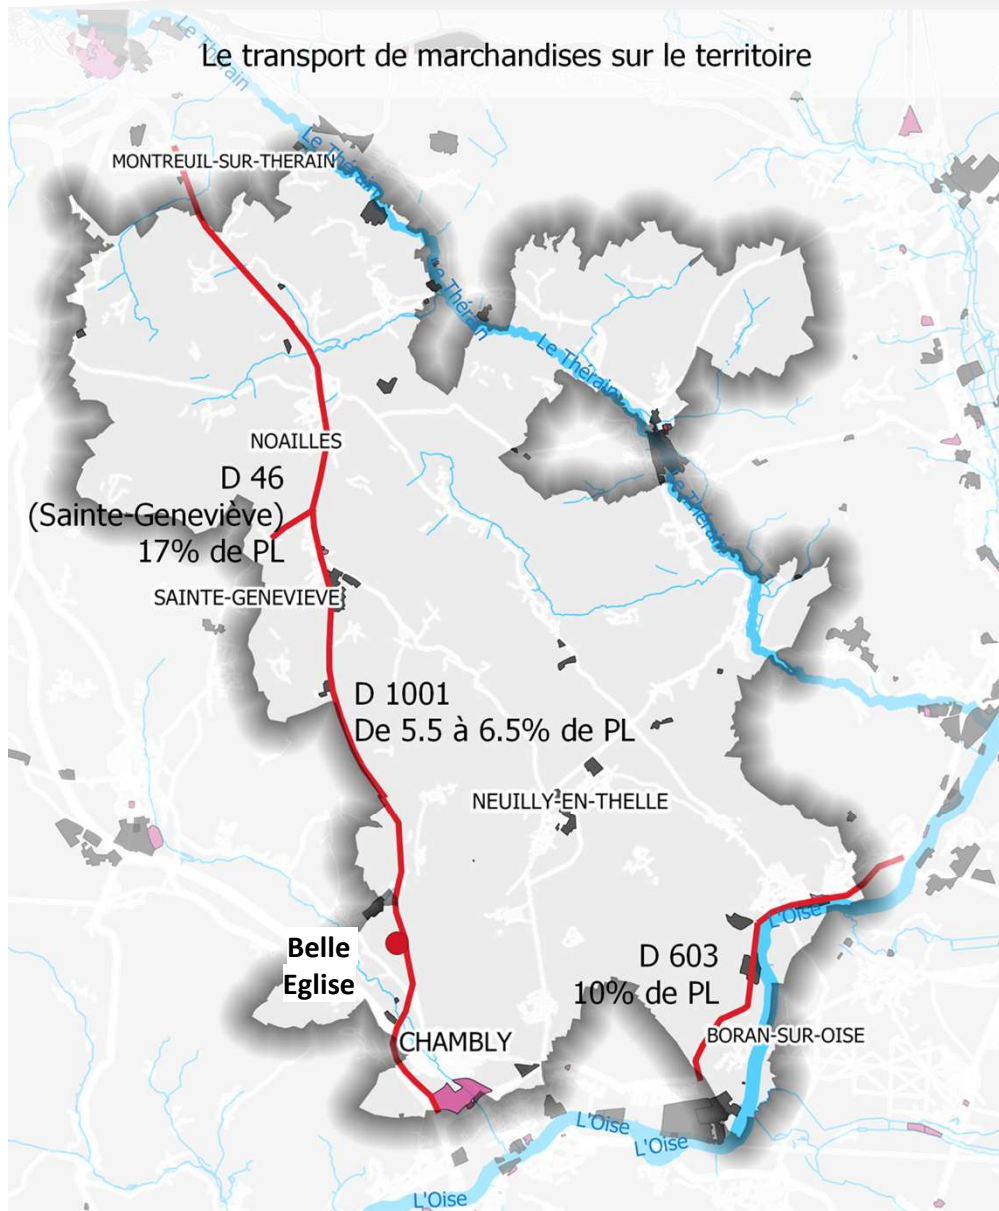 Le transport de marchandises sur le territoire
Le Thérain
Le Thérain
MONTREUIL-SUR-THERAIN
Le Thérain
Le Thérain
NOAILLES
D 46
(Sainte-Geneviève)
17% de PL
Le Thérain
SAINTE-GENEVIEVE
D 1001
De 5.5 à 6.5% de PL
NEUILLY-EN-THELLE
L'Oise
Belle
Eglise
D 603
10% de PL
BORAN-SUR-OISE
CHAMBLY
L'Oise
L'Oise
L'Oise